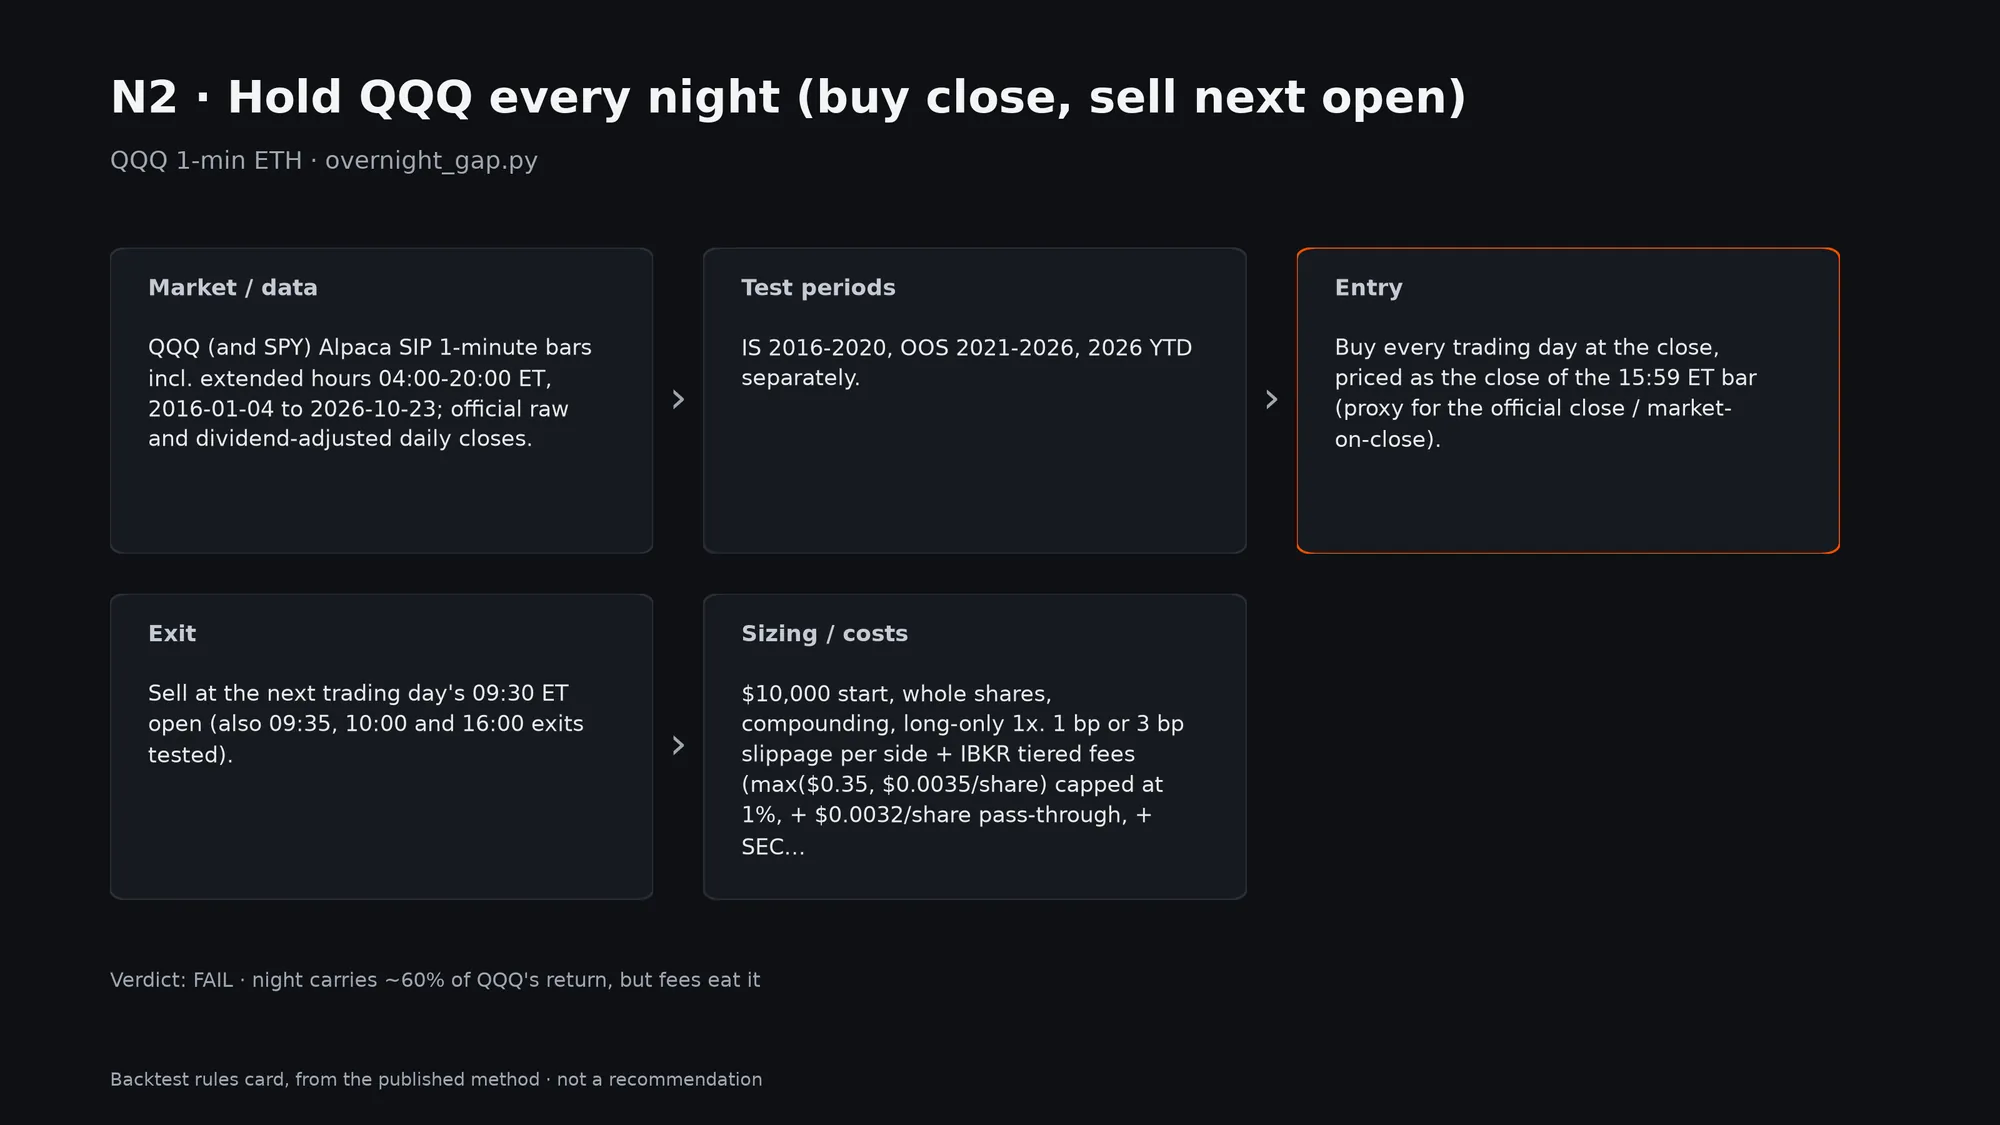 N2 · Hold QQQ every night (buy close, sell next open)
QQQ 1-min ETH · overnight_gap.py
Market / data
QQQ (and SPY) Alpaca SIP 1-minute bars
incl. extended hours 04:00-20:00 ET,
2016-01-04 to 2026-10-23; official raw
and dividend-adjusted daily closes.
›
Test periods
IS 2016-2020, OOS 2021-2026, 2026 YTD
separately.
›
Entry
Buy every trading day at the close,
priced as the close of the 15:59 ET bar
(proxy for the official close / market-
on-close).
Exit
Sell at the next trading day's 09:30 ET
open (also 09:35, 10:00 and 16:00 exits
tested).
›
Sizing / costs
$10,000 start, whole shares,
compounding, long-only 1x. 1 bp or 3 bp
slippage per side + IBKR tiered fees
(max($0.35, $0.0035/share) capped at
1%, + $0.0032/share pass-through, +
SEC…
Verdict: FAIL · night carries ~60% of QQQ's return, but fees eat it
Backtest rules card, from the published method · not a recommendation